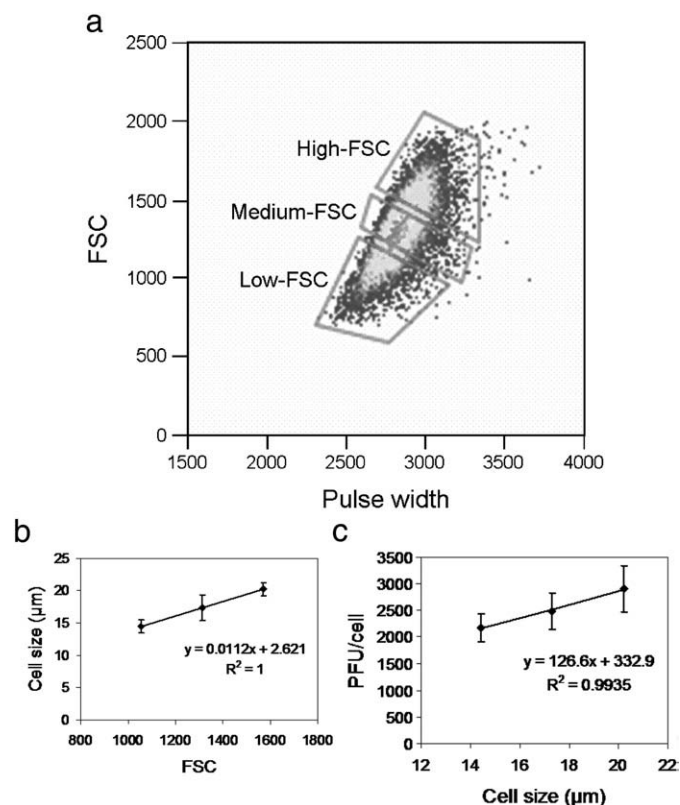 a
2500
2000
1500
1000
500
0
FSC
High-FSC
Medium-FSC
Low-FSC
1500 2000 2500 3000 3500 4000
Pulse width
b
25
20
15
10
5
0
Cell size (µm)
y = 0.0112x + 2.621
R² = 1
800 1000 1200 1400 1600 1800
FSC
c
3500
3000
2500
2000
1500
1000
500
0
PFU/cell
y = 126.6x + 332.9
R² = 0.9935
12 14 16 18 20 22
Cell size (µm)